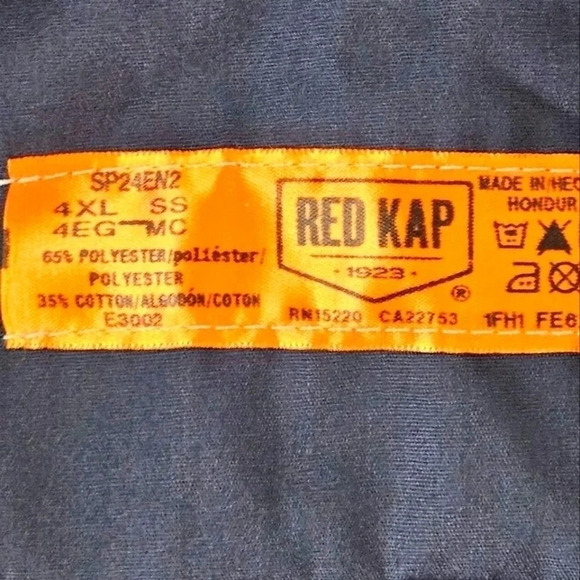 SP24EN2
4XL SS
4EG MC
65% POLYESTER/poliéster/
POLYESTER
35% COTTON/ALGODÓN/COTON
E3002
RED KAP
1923
®
RN15220 CA22753
MADE IN/HEC
HONDUR
1FH1 FE6